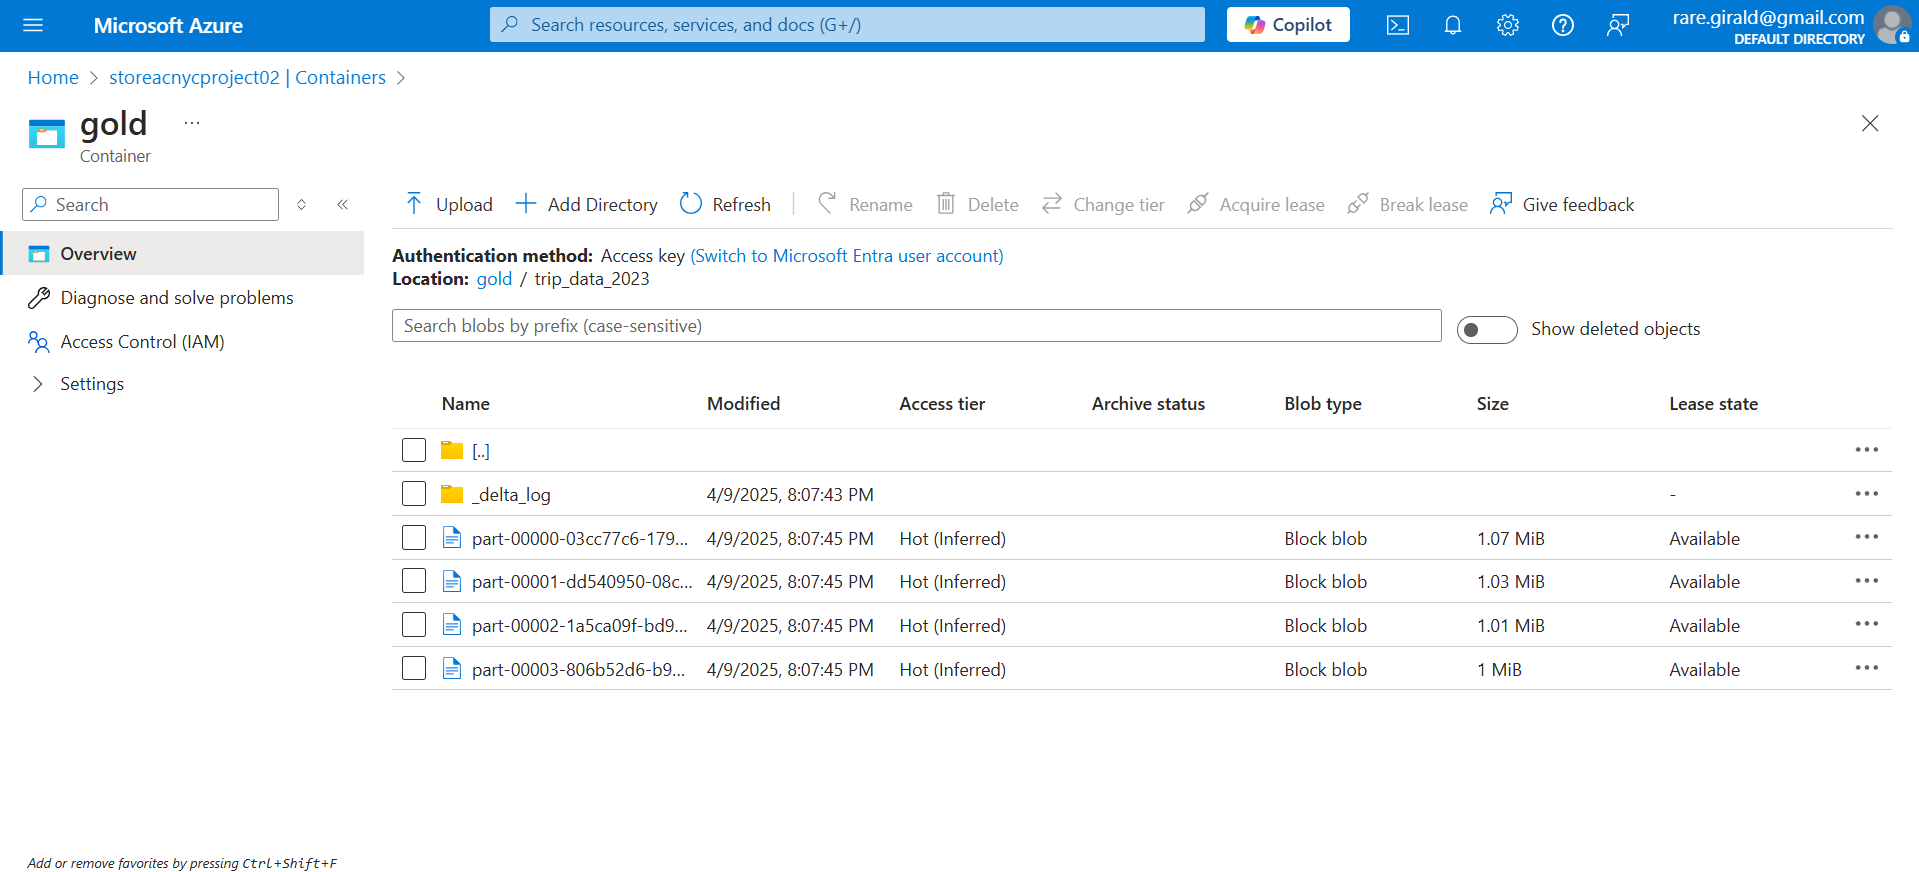 Microsoft Azure
Search resources, services, and docs (G+/)
Copilot
rare.girald@gmail.com
DEFAULT DIRECTORY
Home > storeacnycproject02 | Containers >
gold ...
Container
Search
Overview
Diagnose and solve problems
Access Control (IAM)
Settings
Upload Add Directory Refresh Rename Delete Change tier Acquire lease Break lease Give feedback
Authentication method: Access key (Switch to Microsoft Entra user account)
Location: gold / trip_data_2023
Search blobs by prefix (case-sensitive)
Show deleted objects
Name Modified Access tier Archive status Blob type Size Lease state
[..]
_delta_log 4/9/2025, 8:07:43 PM -
part-00000-03cc77c6-179... 4/9/2025, 8:07:45 PM Hot (Inferred) Block blob 1.07 MiB Available
part-00001-dd540950-08c... 4/9/2025, 8:07:45 PM Hot (Inferred) Block blob 1.03 MiB Available
part-00002-1a5ca09f-bd9... 4/9/2025, 8:07:45 PM Hot (Inferred) Block blob 1.01 MiB Available
part-00003-806b52d6-b9... 4/9/2025, 8:07:45 PM Hot (Inferred) Block blob 1 MiB Available
Add or remove favorites by pressing Ctrl+Shift+F